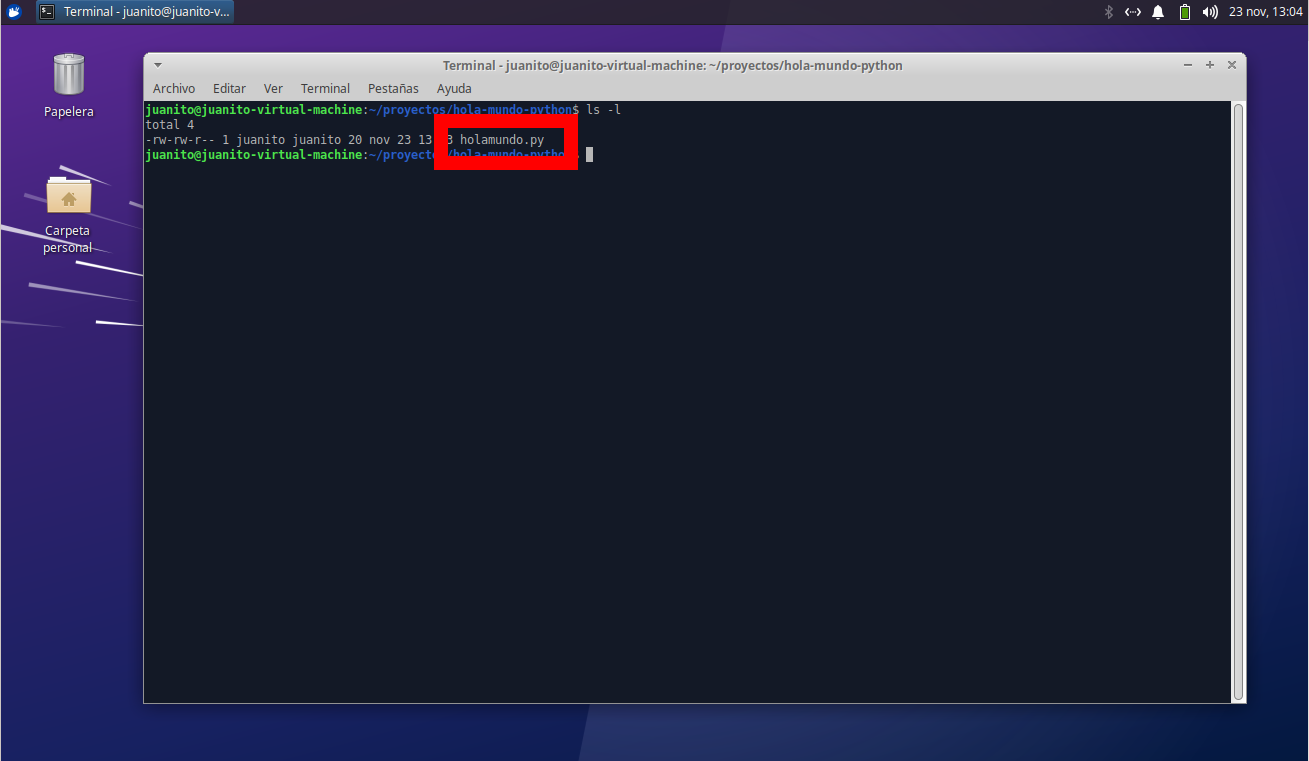 Terminal - juanito@juanito-v...
23 nov, 13:04
Papelera
Carpeta
personal
Terminal - juanito@juanito-virtual-machine: ~/proyectos/hola-mundo-python
Archivo Editar Ver Terminal Pestañas Ayuda
juanito@juanito-virtual-machine:~/proyectos/hola-mundo-python$ ls -l
total 4
-rw-rw-r-- 1 juanito juanito 20 nov 23 13 3 holamundo.py
juanito@juanito-virtual-machine:~/proyecto /hola-mundo-python